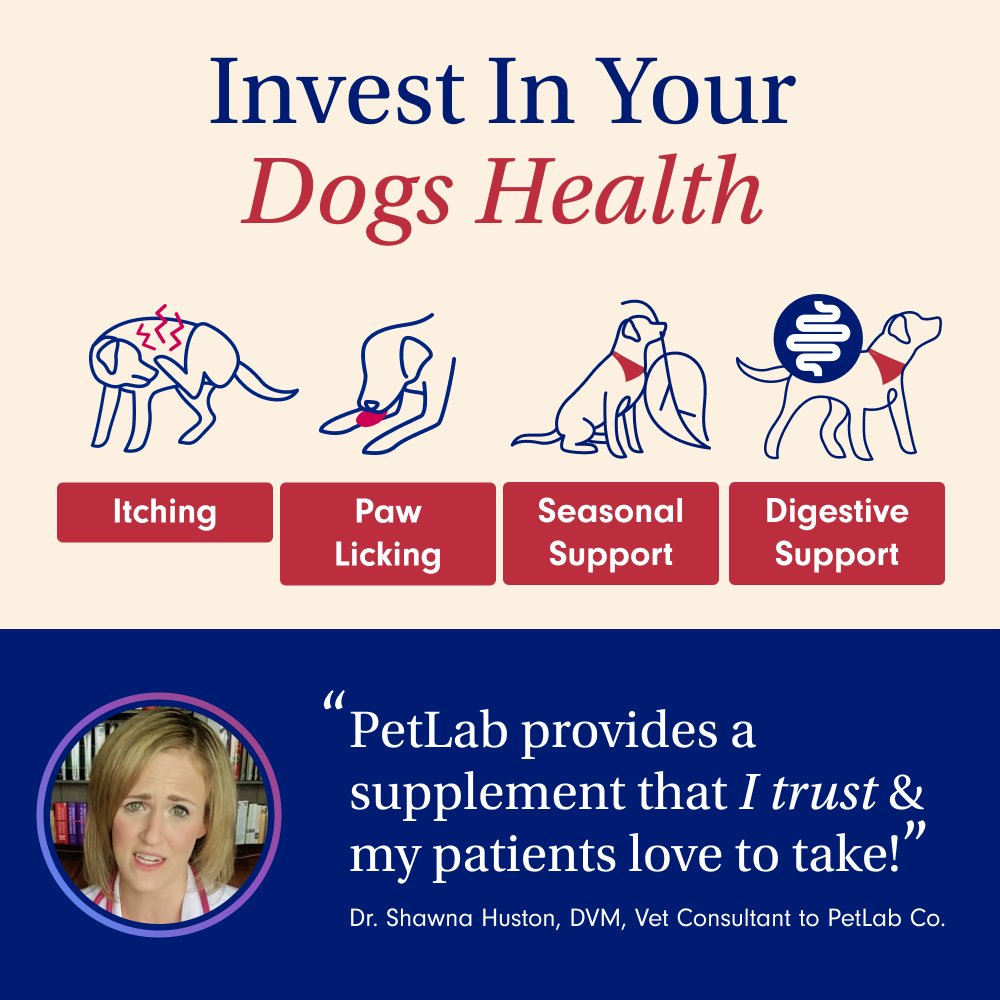 Invest In Your
Dogs Health
Itching
Paw
Licking
Seasonal
Support
Digestive
Support
“PetLab provides a
supplement that I trust &
my patients love to take!”
Dr. Shawna Huston, DVM, Vet Consultant to PetLab Co.